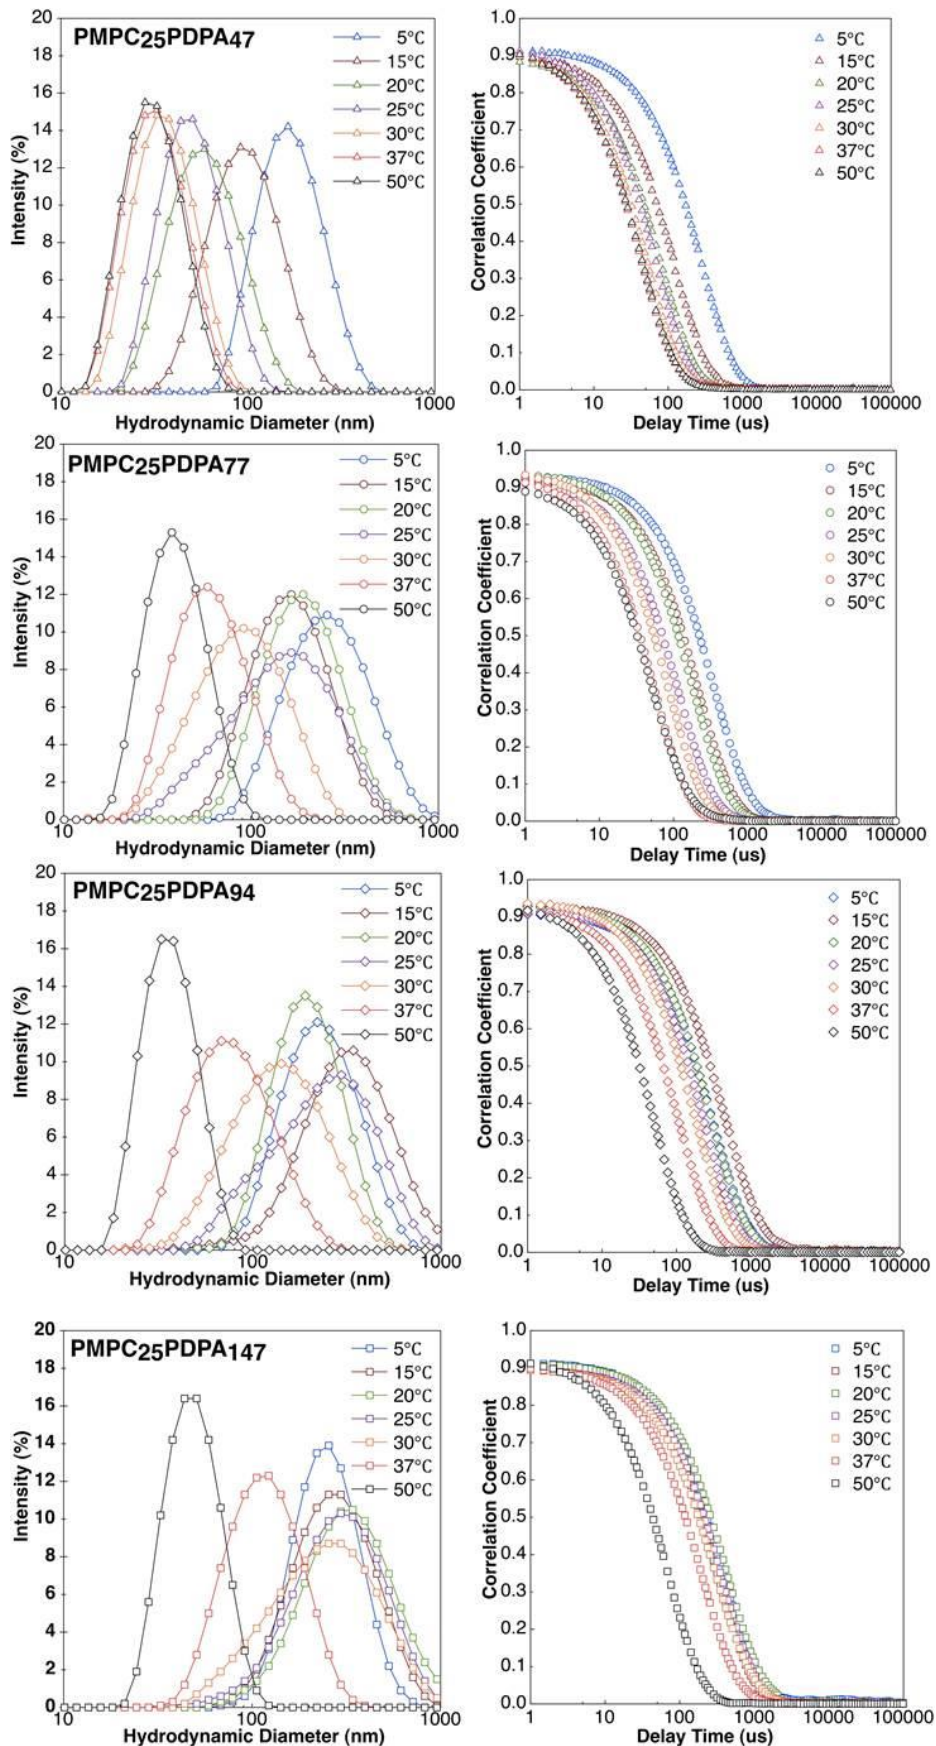 PMPC25PDPA47
5°C
15°C
20°C
25°C
30°C
37°C
50°C
Intensity (%)
20
18
16
14
12
10
8
6
4
2
0
10 100 1000
Hydrodynamic Diameter (nm)
Correlation Coefficient
1.0
0.9
0.8
0.7
0.6
0.5
0.4
0.3
0.2
0.1
0.0
5°C
15°C
20°C
25°C
30°C
37°C
50°C
1 10 100 1000 10000 100000
Delay Time (us)
PMPC25PDPA77
5°C
15°C
20°C
25°C
30°C
37°C
50°C
Intensity (%)
20
18
16
14
12
10
8
6
4
2
0
10 100 1000
Hydrodynamic Diameter (nm)
Correlation Coefficient
1.0
0.9
0.8
0.7
0.6
0.5
0.4
0.3
0.2
0.1
0.0
5°C
15°C
20°C
25°C
30°C
37°C
50°C
1 10 100 1000 10000 100000
Delay Time (us)
PMPC25PDPA94
5°C
15°C
20°C
25°C
30°C
37°C
50°C
Intensity (%)
20
18
16
14
12
10
8
6
4
2
0
10 100 1000
Hydrodynamic Diameter (nm)
Correlation Coefficient
1.0
0.9
0.8
0.7
0.6
0.5
0.4
0.3
0.2
0.1
0.0
5°C
15°C
20°C
25°C
30°C
37°C
50°C
1 10 100 1000 10000 100000
Delay Time (us)
PMPC25PDPA147
5°C
15°C
20°C
25°C
30°C
37°C
50°C
Intensity (%)
20
18
16
14
12
10
8
6
4
2
0
10 100 1000
Hydrodynamic Diameter (nm)
Correlation Coefficient
1.0
0.9
0.8
0.7
0.6
0.5
0.4
0.3
0.2
0.1
0.0
5°C
15°C
20°C
25°C
30°C
37°C
50°C
1 10 100 1000 10000 100000
Delay Time (us)